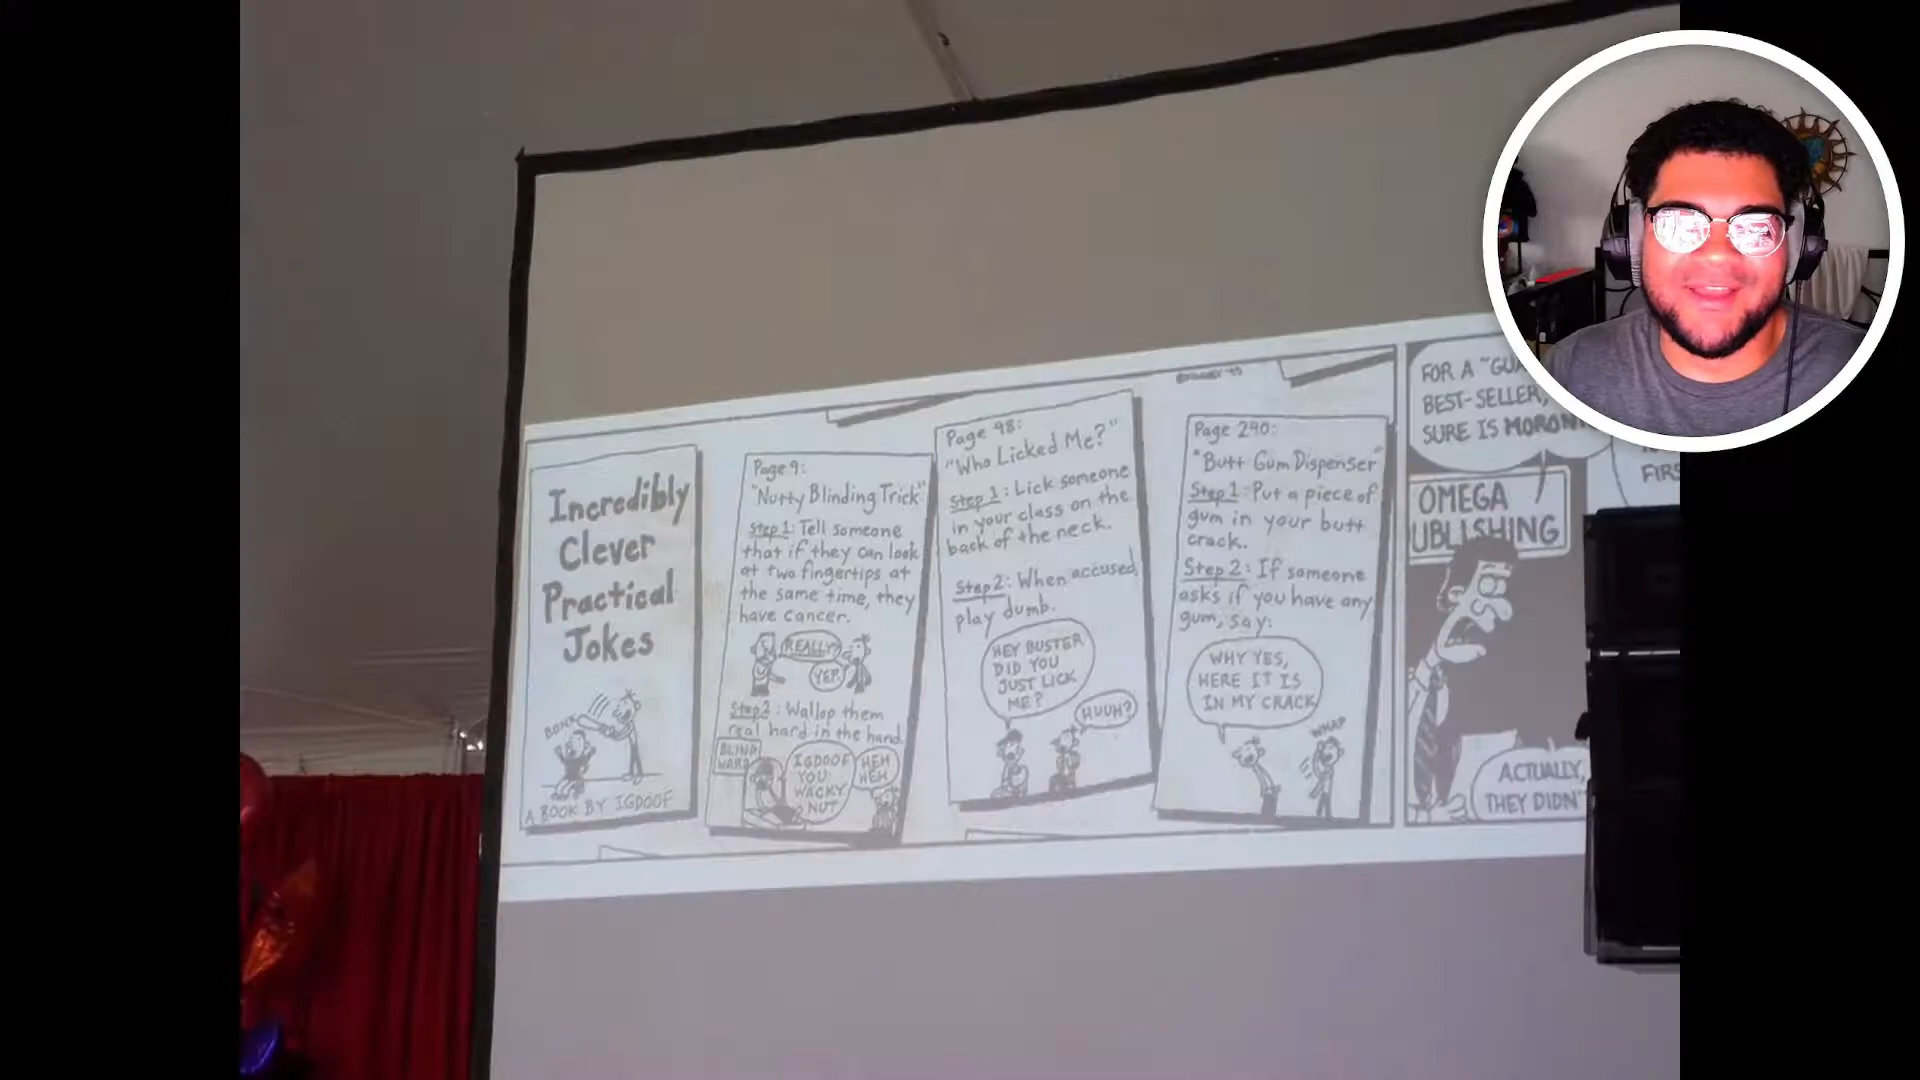 Incredibly
Clever
Practical
Jokes
BONK
A BOOK BY IGDOOF
Page 9:
"Nutty Blinding Trick"
Step 1: Tell someone
that if they can look
at two fingertips at
the same time, they
have cancer.
REALLY?
YEP.
Step 2: Wallop them
real hard in the hand.
BLIND
WARD
IGDOOF
YOU
WACKY
NUT
HEH
HEH
Page 98:
"Who Licked Me?"
Step 1: Lick someone
in your class on the
back of the neck.
Step 2: When accused,
play dumb.
HEY BUSTER
DID YOU
JUST LICK
ME?
HUUH?
Page 240:
"Butt Gum Dispenser"
Step 1: Put a piece of
gum in your butt
crack.
Step 2: If someone
asks if you have any
gum, say:
WHY YES,
HERE IT IS
IN MY CRACK
WHAP
FOR A "GUA
BEST-SELLER,
SURE IS MORONI
OMEGA
UBLISHING
FIRS
ACTUALLY,
THEY DIDN'